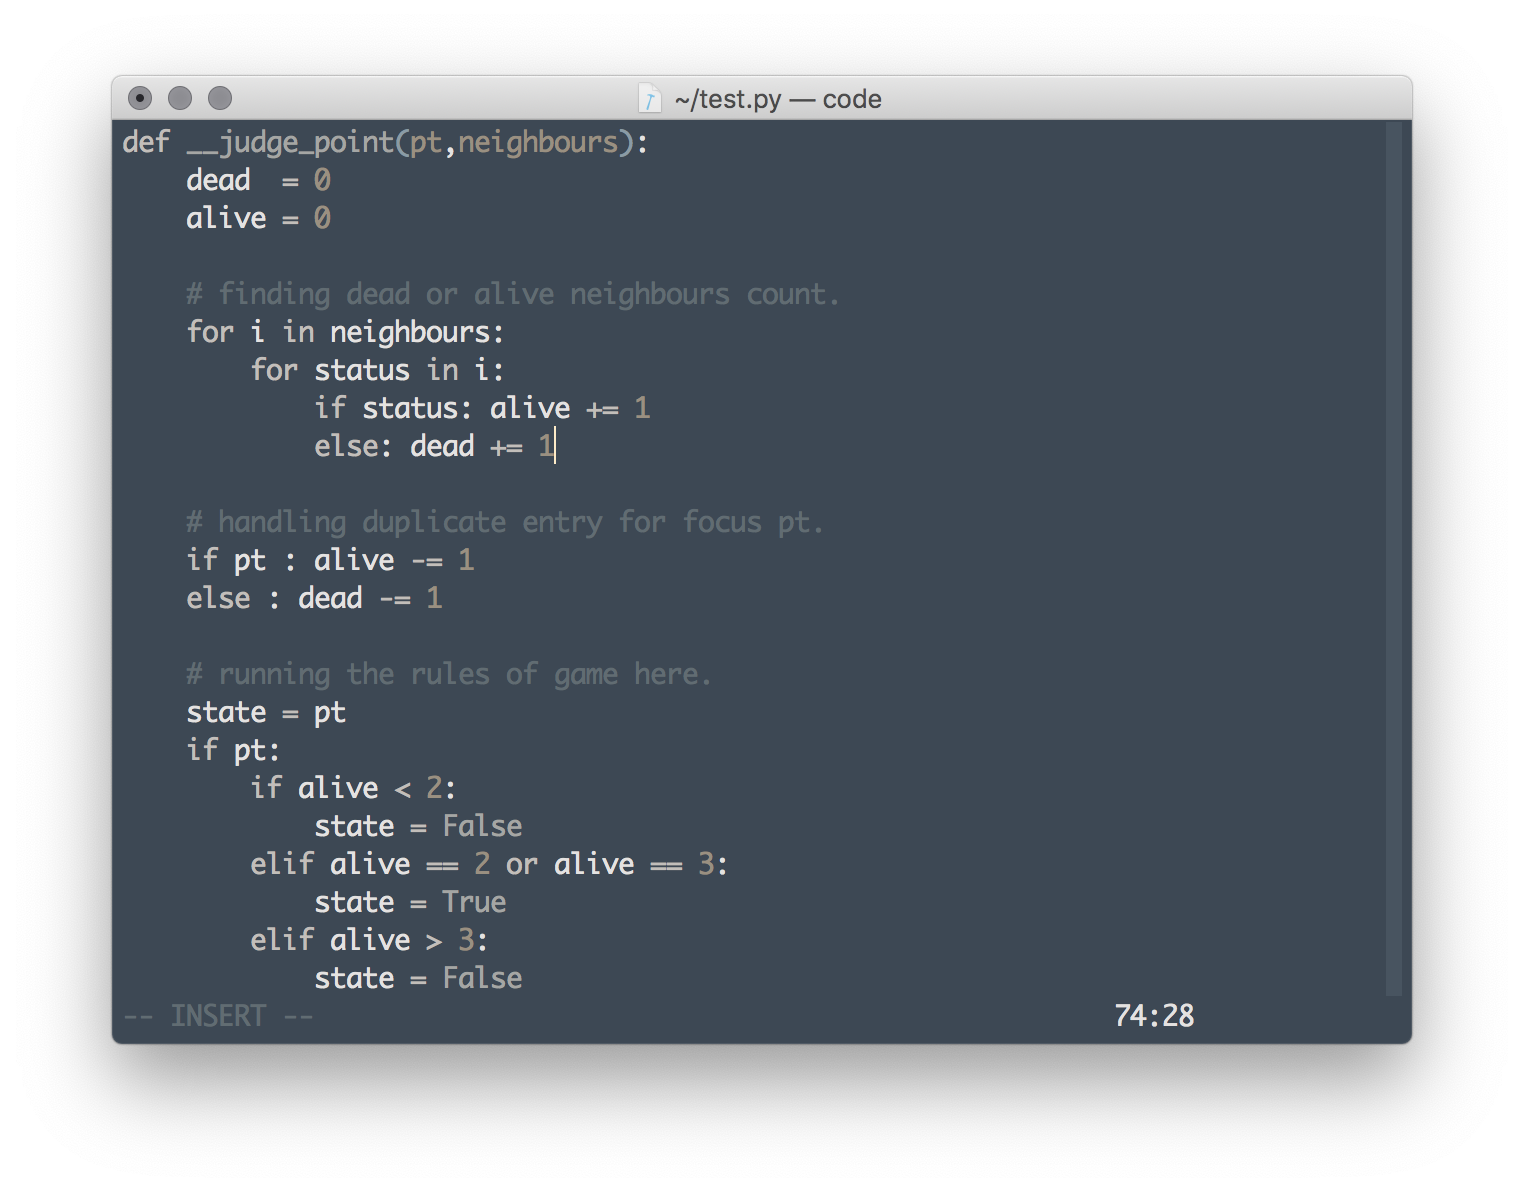 ~/test.py — code
def __judge_point(pt,neighbours):
    dead  = 0
    alive = 0

    # finding dead or alive neighbours count.
    for i in neighbours:
        for status in i:
            if status: alive += 1
            else: dead += 1

    # handling duplicate entry for focus pt.
    if pt : alive -= 1
    else : dead -= 1

    # running the rules of game here.
    state = pt
    if pt:
        if alive < 2:
            state = False
        elif alive == 2 or alive == 3:
            state = True
        elif alive > 3:
            state = False
-- INSERT -- 74:28